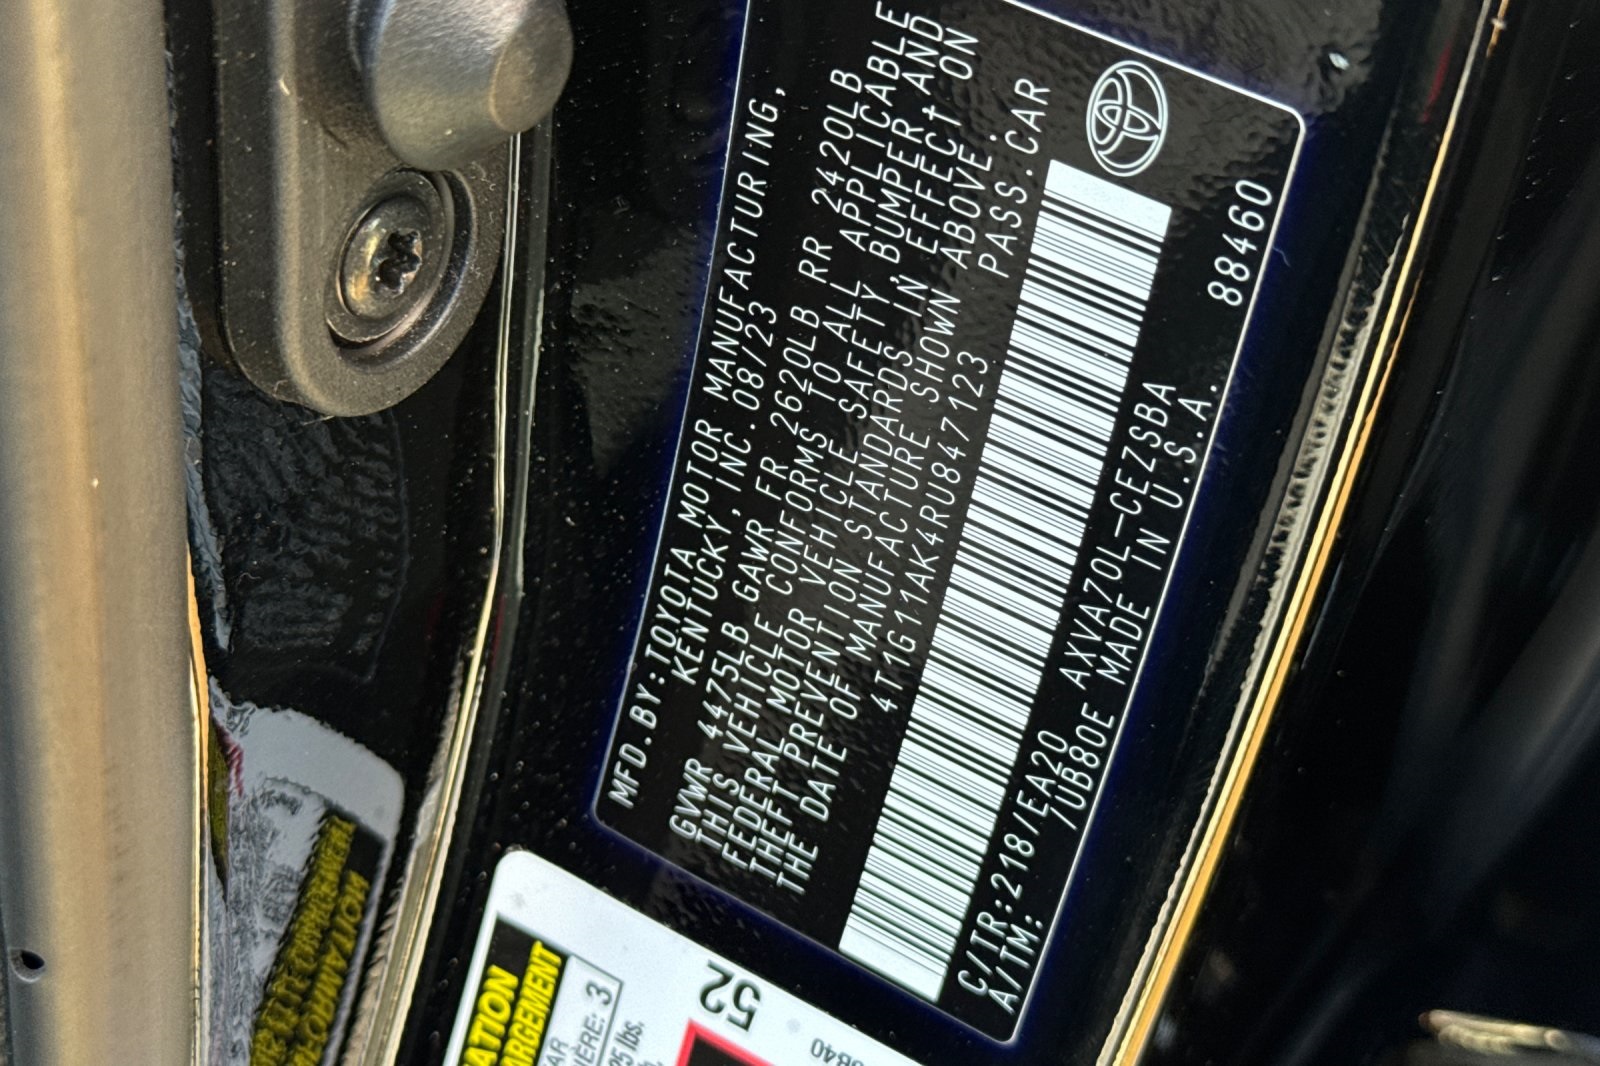 MFD.BY:TOYOTA MOTOR MANUFACTURING,
KENTUCKY,INC.08/23
GVWR 4475LB GAWR FR 2620LB RR 2420LB
THIS VEHICLE CONFORMS TO ALL APPLICABLE
FEDERAL MOTOR VEHICLE SAFETY,BUMPER,AND
THEFT PREVENTION STANDARDS IN EFFECT ON
THE DATE OF MANUFACTURE SHOWN ABOVE.
4T1G11AK4RU847123 PASS.CAR
C/TR:218/EA20 AXVA70L-CEZSBA 88460
A/TM: /UB80E MADE IN U.S.A.
52
3